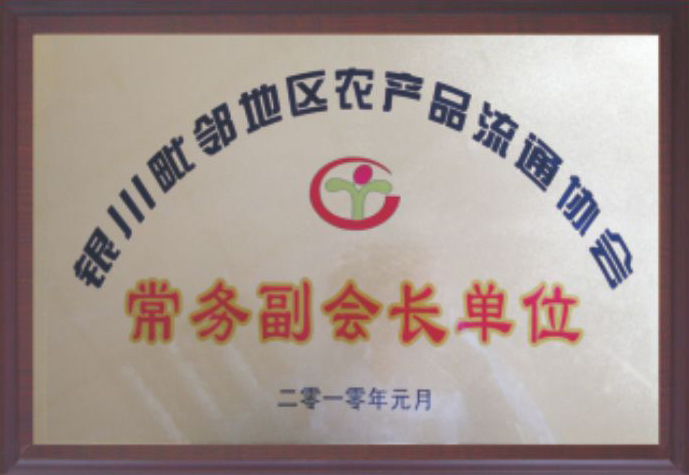 银川毗邻地区农产品流通协会
常务副会长单位
二零一零年元月